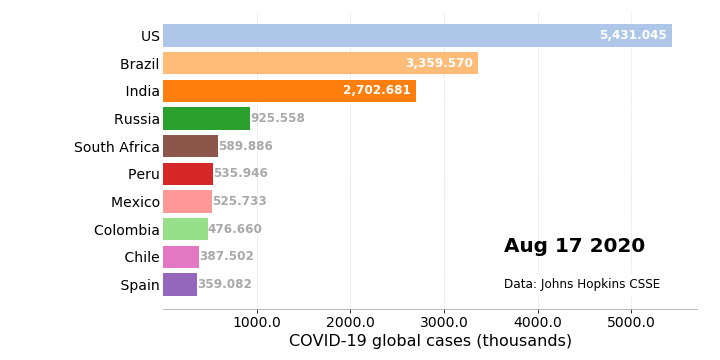 US 5,431.045
Brazil 3,359.570
India 2,702.681
Russia 925.558
South Africa 589.886
Peru 535.946
Mexico 525.733
Colombia 476.660
Chile 387.502
Spain 359.082
Aug 17 2020
Data: Johns Hopkins CSSE
1000.0 2000.0 3000.0 4000.0 5000.0
COVID-19 global cases (thousands)